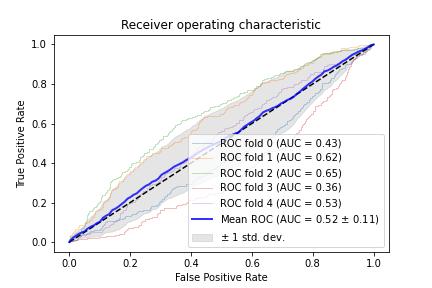 Receiver operating characteristic
True Positive Rate
1.0
0.8
0.6
0.4
0.2
0.0
ROC fold 0 (AUC = 0.43)
ROC fold 1 (AUC = 0.62)
ROC fold 2 (AUC = 0.65)
ROC fold 3 (AUC = 0.36)
ROC fold 4 (AUC = 0.53)
Mean ROC (AUC = 0.52 ± 0.11)
± 1 std. dev.
0.0 0.2 0.4 0.6 0.8 1.0
False Positive Rate